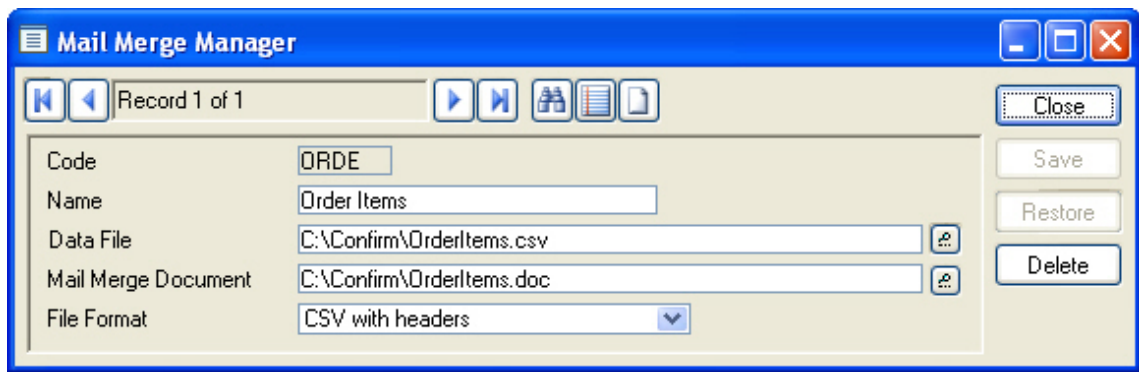 Mail Merge Manager
Record 1 of 1
Close
Code ORDE
Save
Name Order Items
Restore
Data File C:\Confirm\OrderItems.csv
Mail Merge Document C:\Confirm\OrderItems.doc
Delete
File Format CSV with headers